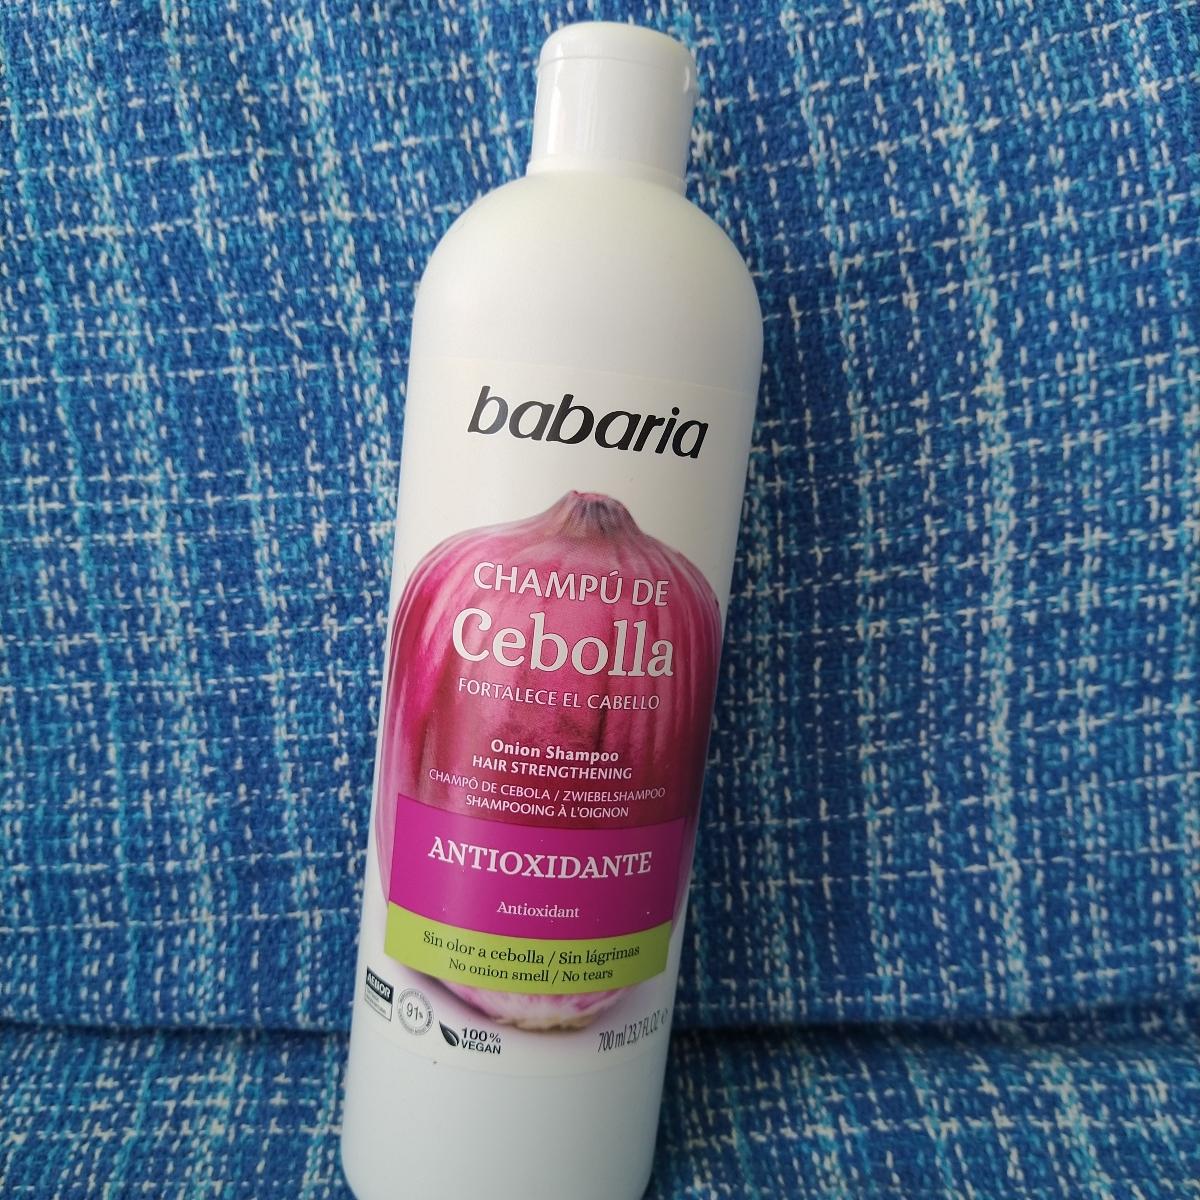 babaria
CHAMPÚ DE
Cebolla
FORTALECE EL CABELLO
Onion Shampoo
HAIR STRENGTHENING
CHAMPÔ DE CEBOLA / ZWIEBELSHAMPOO
SHAMPOOING À L'OIGNON
ANTIOXIDANTE
Antioxidant
Sin olor a cebolla / Sin lágrimas
No onion smell / No tears
AENOR
91%
100%
VEGAN
700 ml 23,7 FL.OZ. e